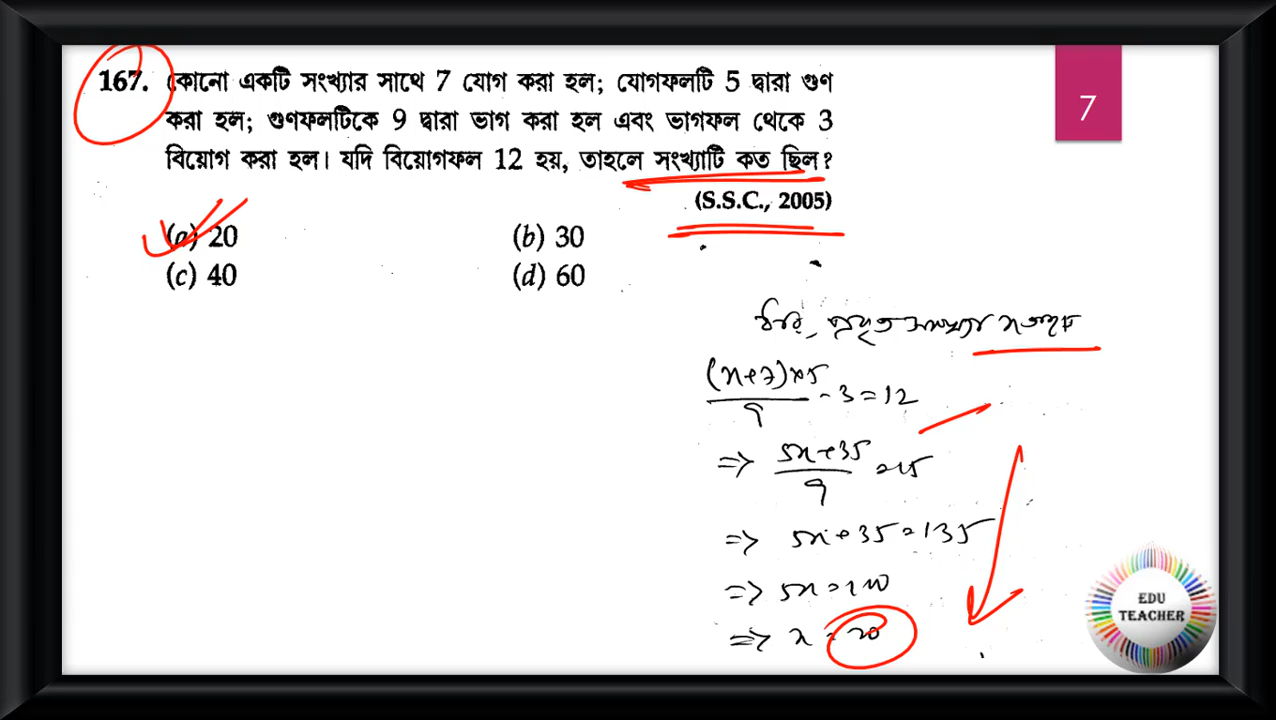 7
167. কোনো একটি সংখ্যার সাথে 7 যোগ করা হল; যোগফলটি 5 দ্বারা গুণ
করা হল; গুণফলটিকে 9 দ্বারা ভাগ করা হল এবং ভাগফল থেকে 3
বিয়োগ করা হল। যদি বিয়োগফল 12 হয়, তাহলে সংখ্যাটি কত ছিল?
(S.S.C., 2005)
(a) 20 (b) 30
(c) 40 (d) 60
ধরি,
(x+7)×5
/9 - 3 = 12
=> 5x+35
/9 = 15
=> 5x+35=135
=> 5x=100
=> x = 20
EDU
TEACHER